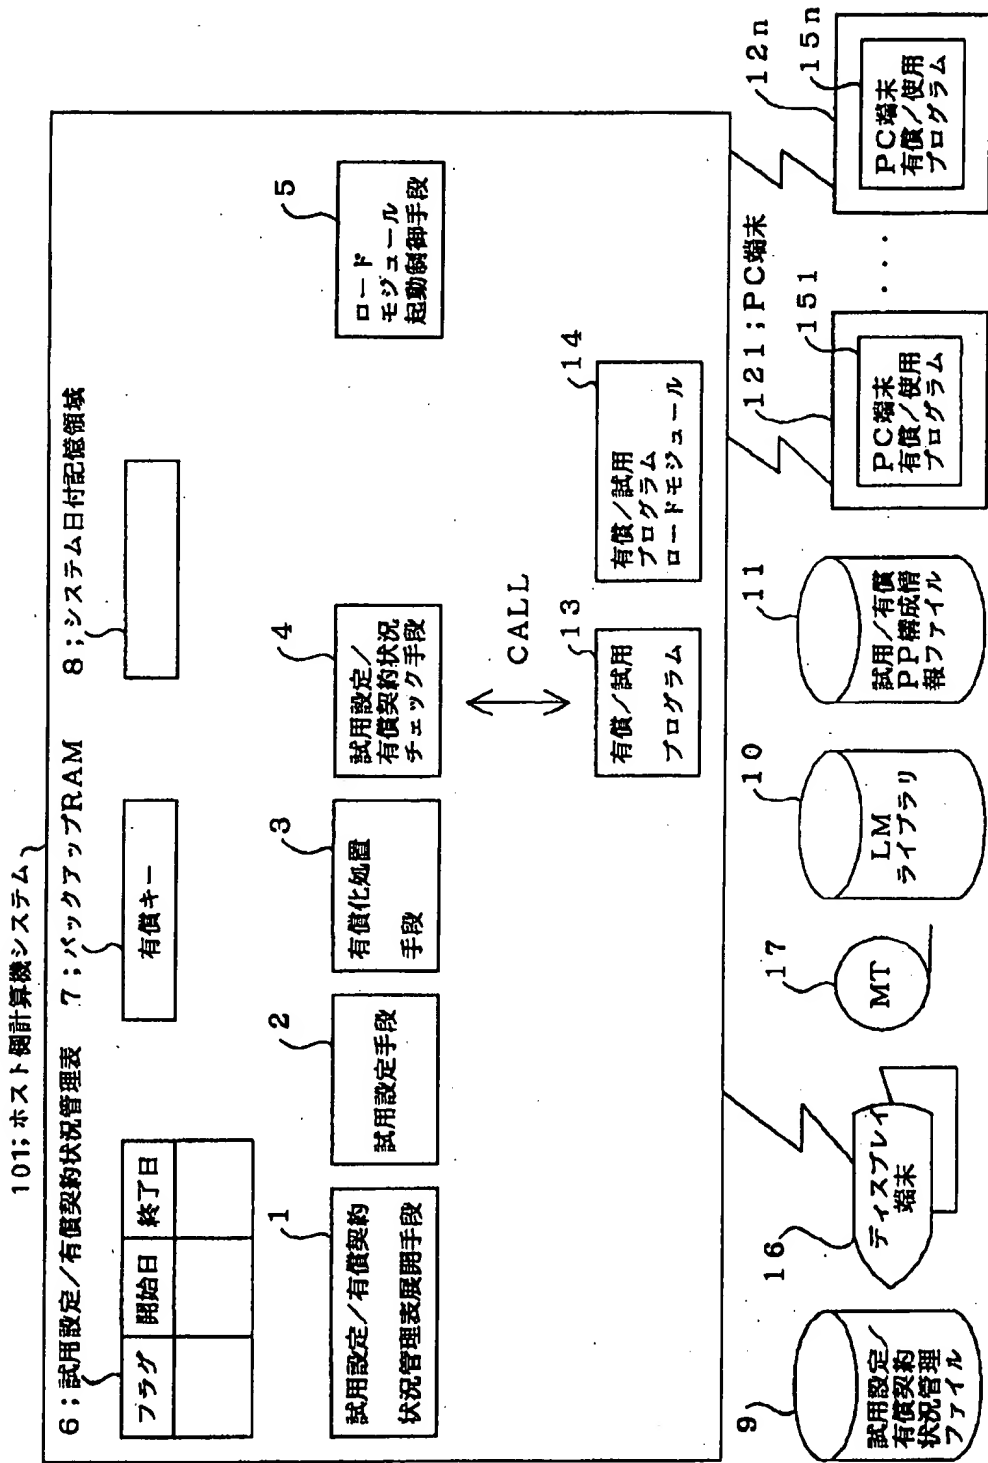 101;ホスト側計算機システム
6;試用設定/有償契約状況管理表
7;バックアップRAM
8;システム日付記憶領域
フラグ
開始日
終了日
有償キー
1
試用設定/有償契約
状況管理表展開手段
2
試用設定手段
3
有償化処置
手段
4
試用設定/
有償契約状況
チェック手段
5
ロード
モジュール
起動制御手段
CALL
13
有償/試用
プログラム
14
有償/試用
プログラム
ロードモジュール
9
試用設定/
有償契約
状況管理
ファイル
16
ディスプレイ
端末
17
MT
10
LM
ライブラリ
11
試用/有償
PP構成情
報ファイル
121;PC端末
151
PC端末
有償/使用
プログラム
・・・・
12n
15n
PC端末
有償/使用
プログラム